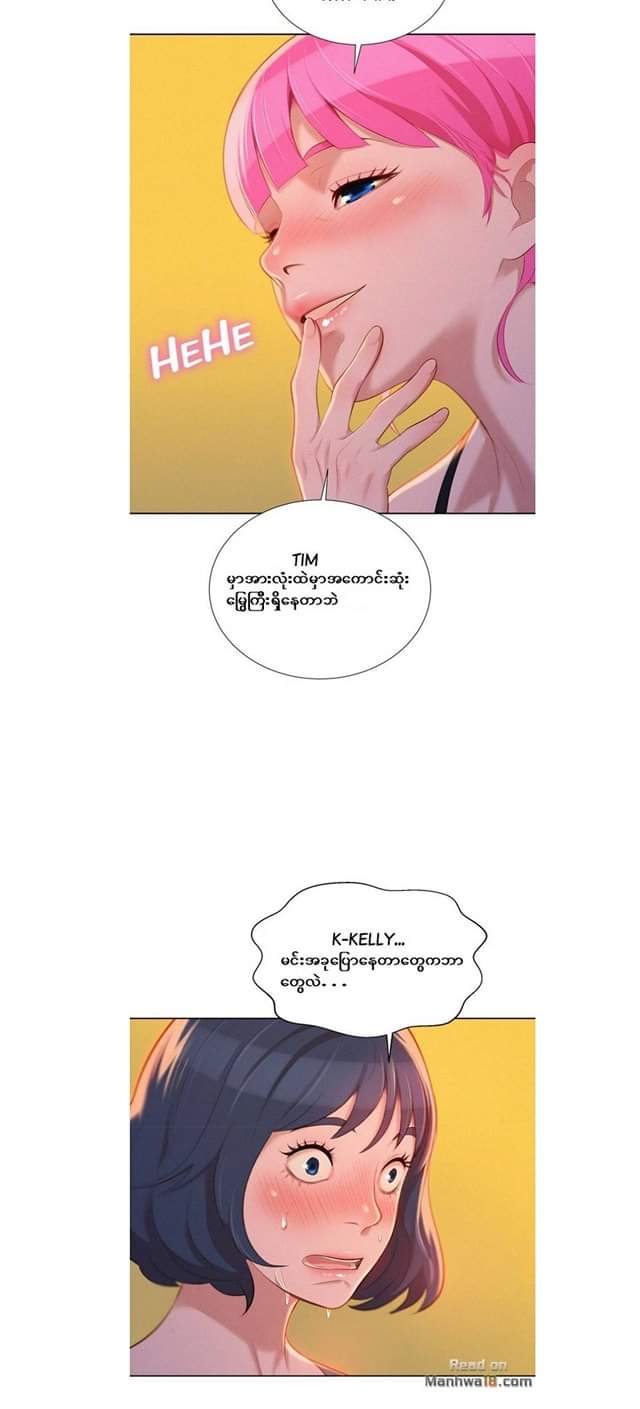 HEHE
TIM
မှာအားလုံးထဲမှာအကောင်းဆုံး
မြွေကြီးရှိနေတာဘဲ
K-KELLY...
မင်းအခုပြောနေတာတွေကဘာ
တွေလဲ...
Read on
Manhwa18.com